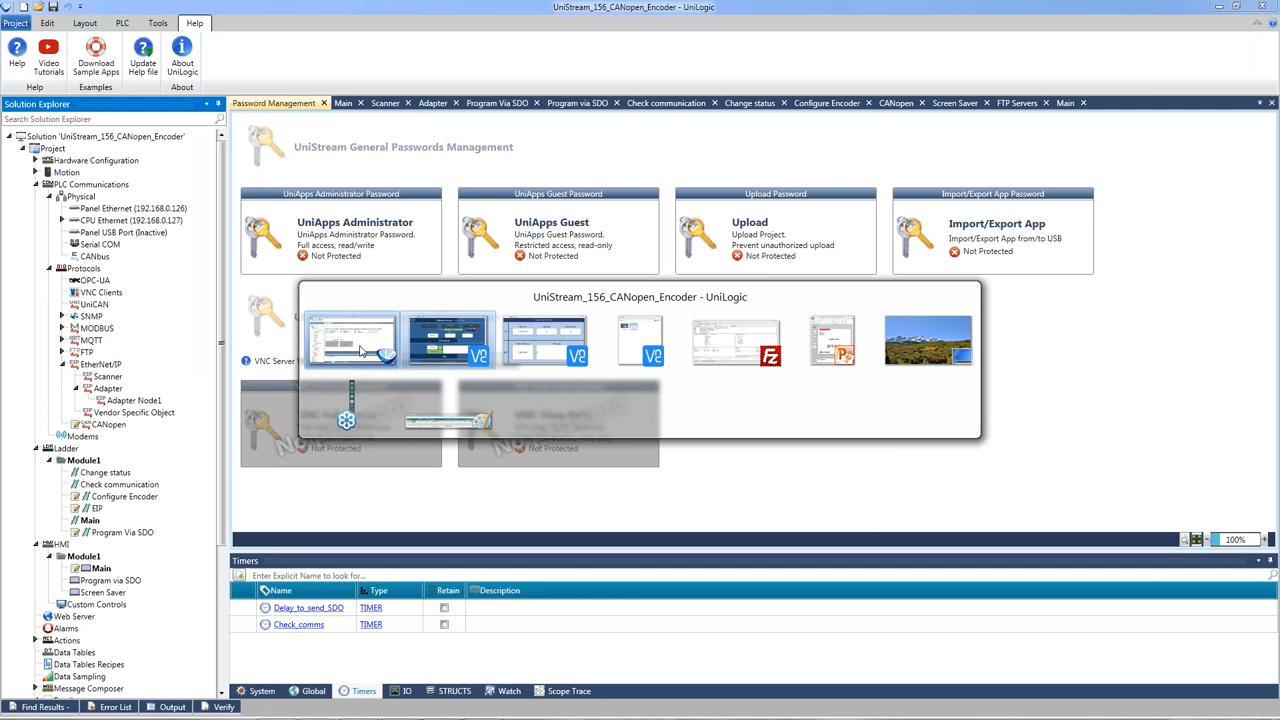 UniStream_156_CANopen_Encoder - UniLogic
Project Edit Layout PLC Tools Help
Help Video Tutorials Download Sample Apps Update Help file About UniLogic
Help Examples About
Solution Explorer
Search Solution Explorer
Solution 'UniStream_156_CANopen_Encoder'
Project
Hardware Configuration
Motion
PLC Communications
Physical
Panel Ethernet (192.168.0.126)
CPU Ethernet (192.168.0.127)
Panel USB Port (Inactive)
Serial COM
CANbus
Protocols
OPC-UA
VNC Clients
UniCAN
SNMP
MODBUS
MQTT
FTP
EtherNet/IP
Scanner
Adapter
Adapter Node1
Vendor Specific Object
CANopen
Modems
Ladder
Module1
Change status
Check communication
Configure Encoder
EIP
Main
Program Via SDO
HMI
Module1
Main
Program via SDO
Screen Saver
Custom Controls
Web Server
Alarms
Actions
Data Tables
Data Tables Recipes
Data Sampling
Message Composer
Password Management Main Scanner Adapter Program Via SDO Program via SDO Check communication Change status Configure Encoder CANopen Screen Saver FTP Servers Main
UniStream General Passwords Management
UniApps Administrator Password
UniApps Administrator
UniApps Administrator Password.
Full access, read/write
Not Protected
UniApps Guest Password
UniApps Guest
UniApps Guest Password.
Restricted access, read-only
Not Protected
Upload Password
Upload
Upload Project.
Prevent unauthorized upload
Not Protected
Import/Export App Password
Import/Export App
Import/Export App from/to USB
Not Protected
UniStream_156_CANopen_Encoder - UniLogic
VNC Server
Not Protected
Not Protected
100%
Timers
Enter Explicit Name to look for...
Name Type Retain Description
Delay_to_send_SDO TIMER
Check_comms TIMER
System Global Timers IO STRUCTS Watch Scope Trace
Find Results - Error List Output Verify